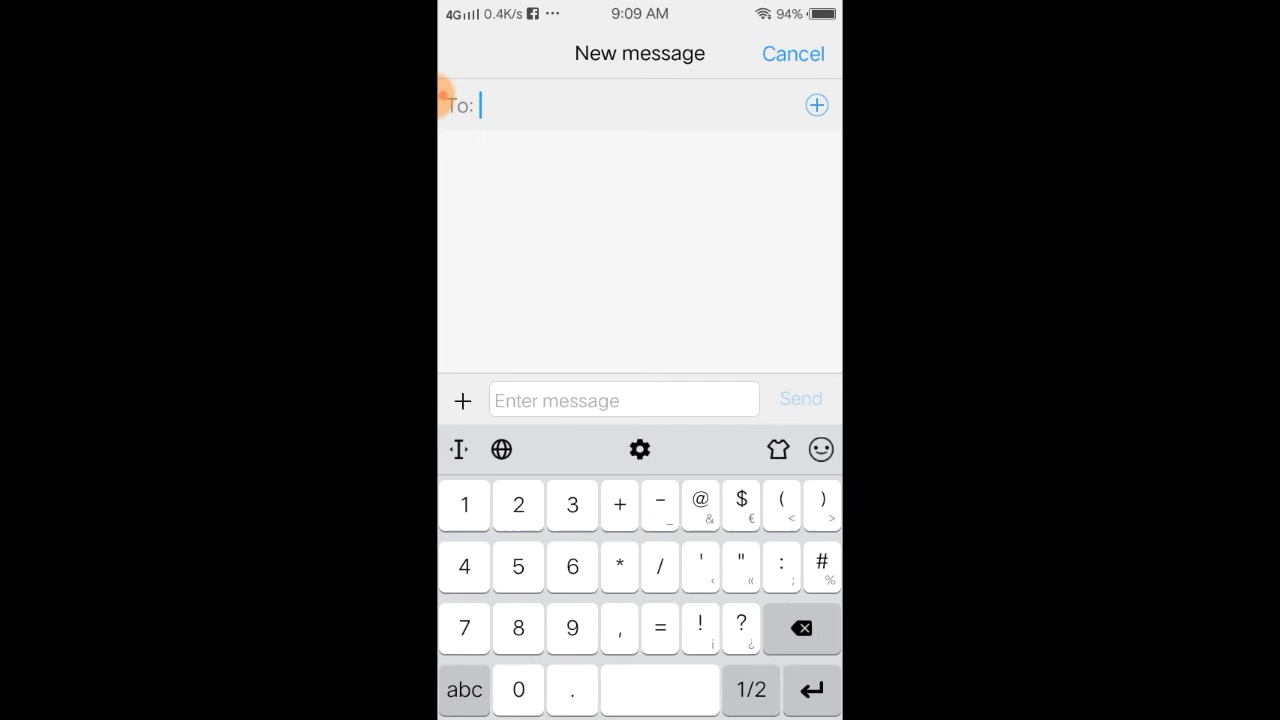 4G 0.4K/s ... 9:09 AM 94%
New message Cancel
To:
Enter message Send
1 2 3 + - _ @ & $ € ( < ) >
4 5 6 * / ' ‹ " « : ; # %
7 8 9 , = ! ¡ ? ¿
abc 0 . 1/2